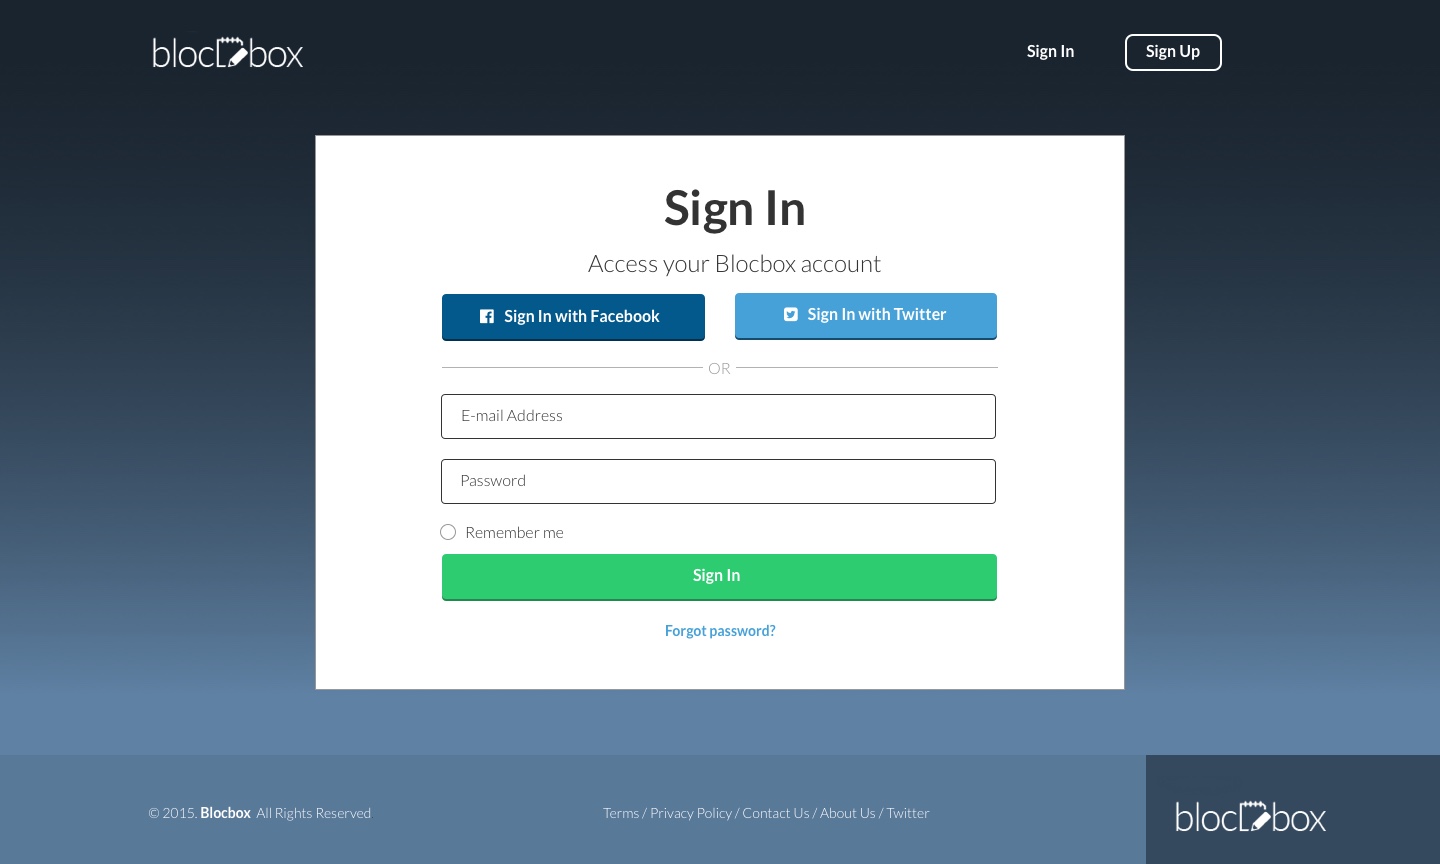 blocbox
Sign In
Sign Up
Sign In
Access your Blocbox account
Sign In with Facebook
Sign In with Twitter
OR
E-mail Address
Password
Remember me
Sign In
Forgot password?
© 2015. Blocbox All Rights Reserved
Terms / Privacy Policy / Contact Us / About Us / Twitter
blocbox